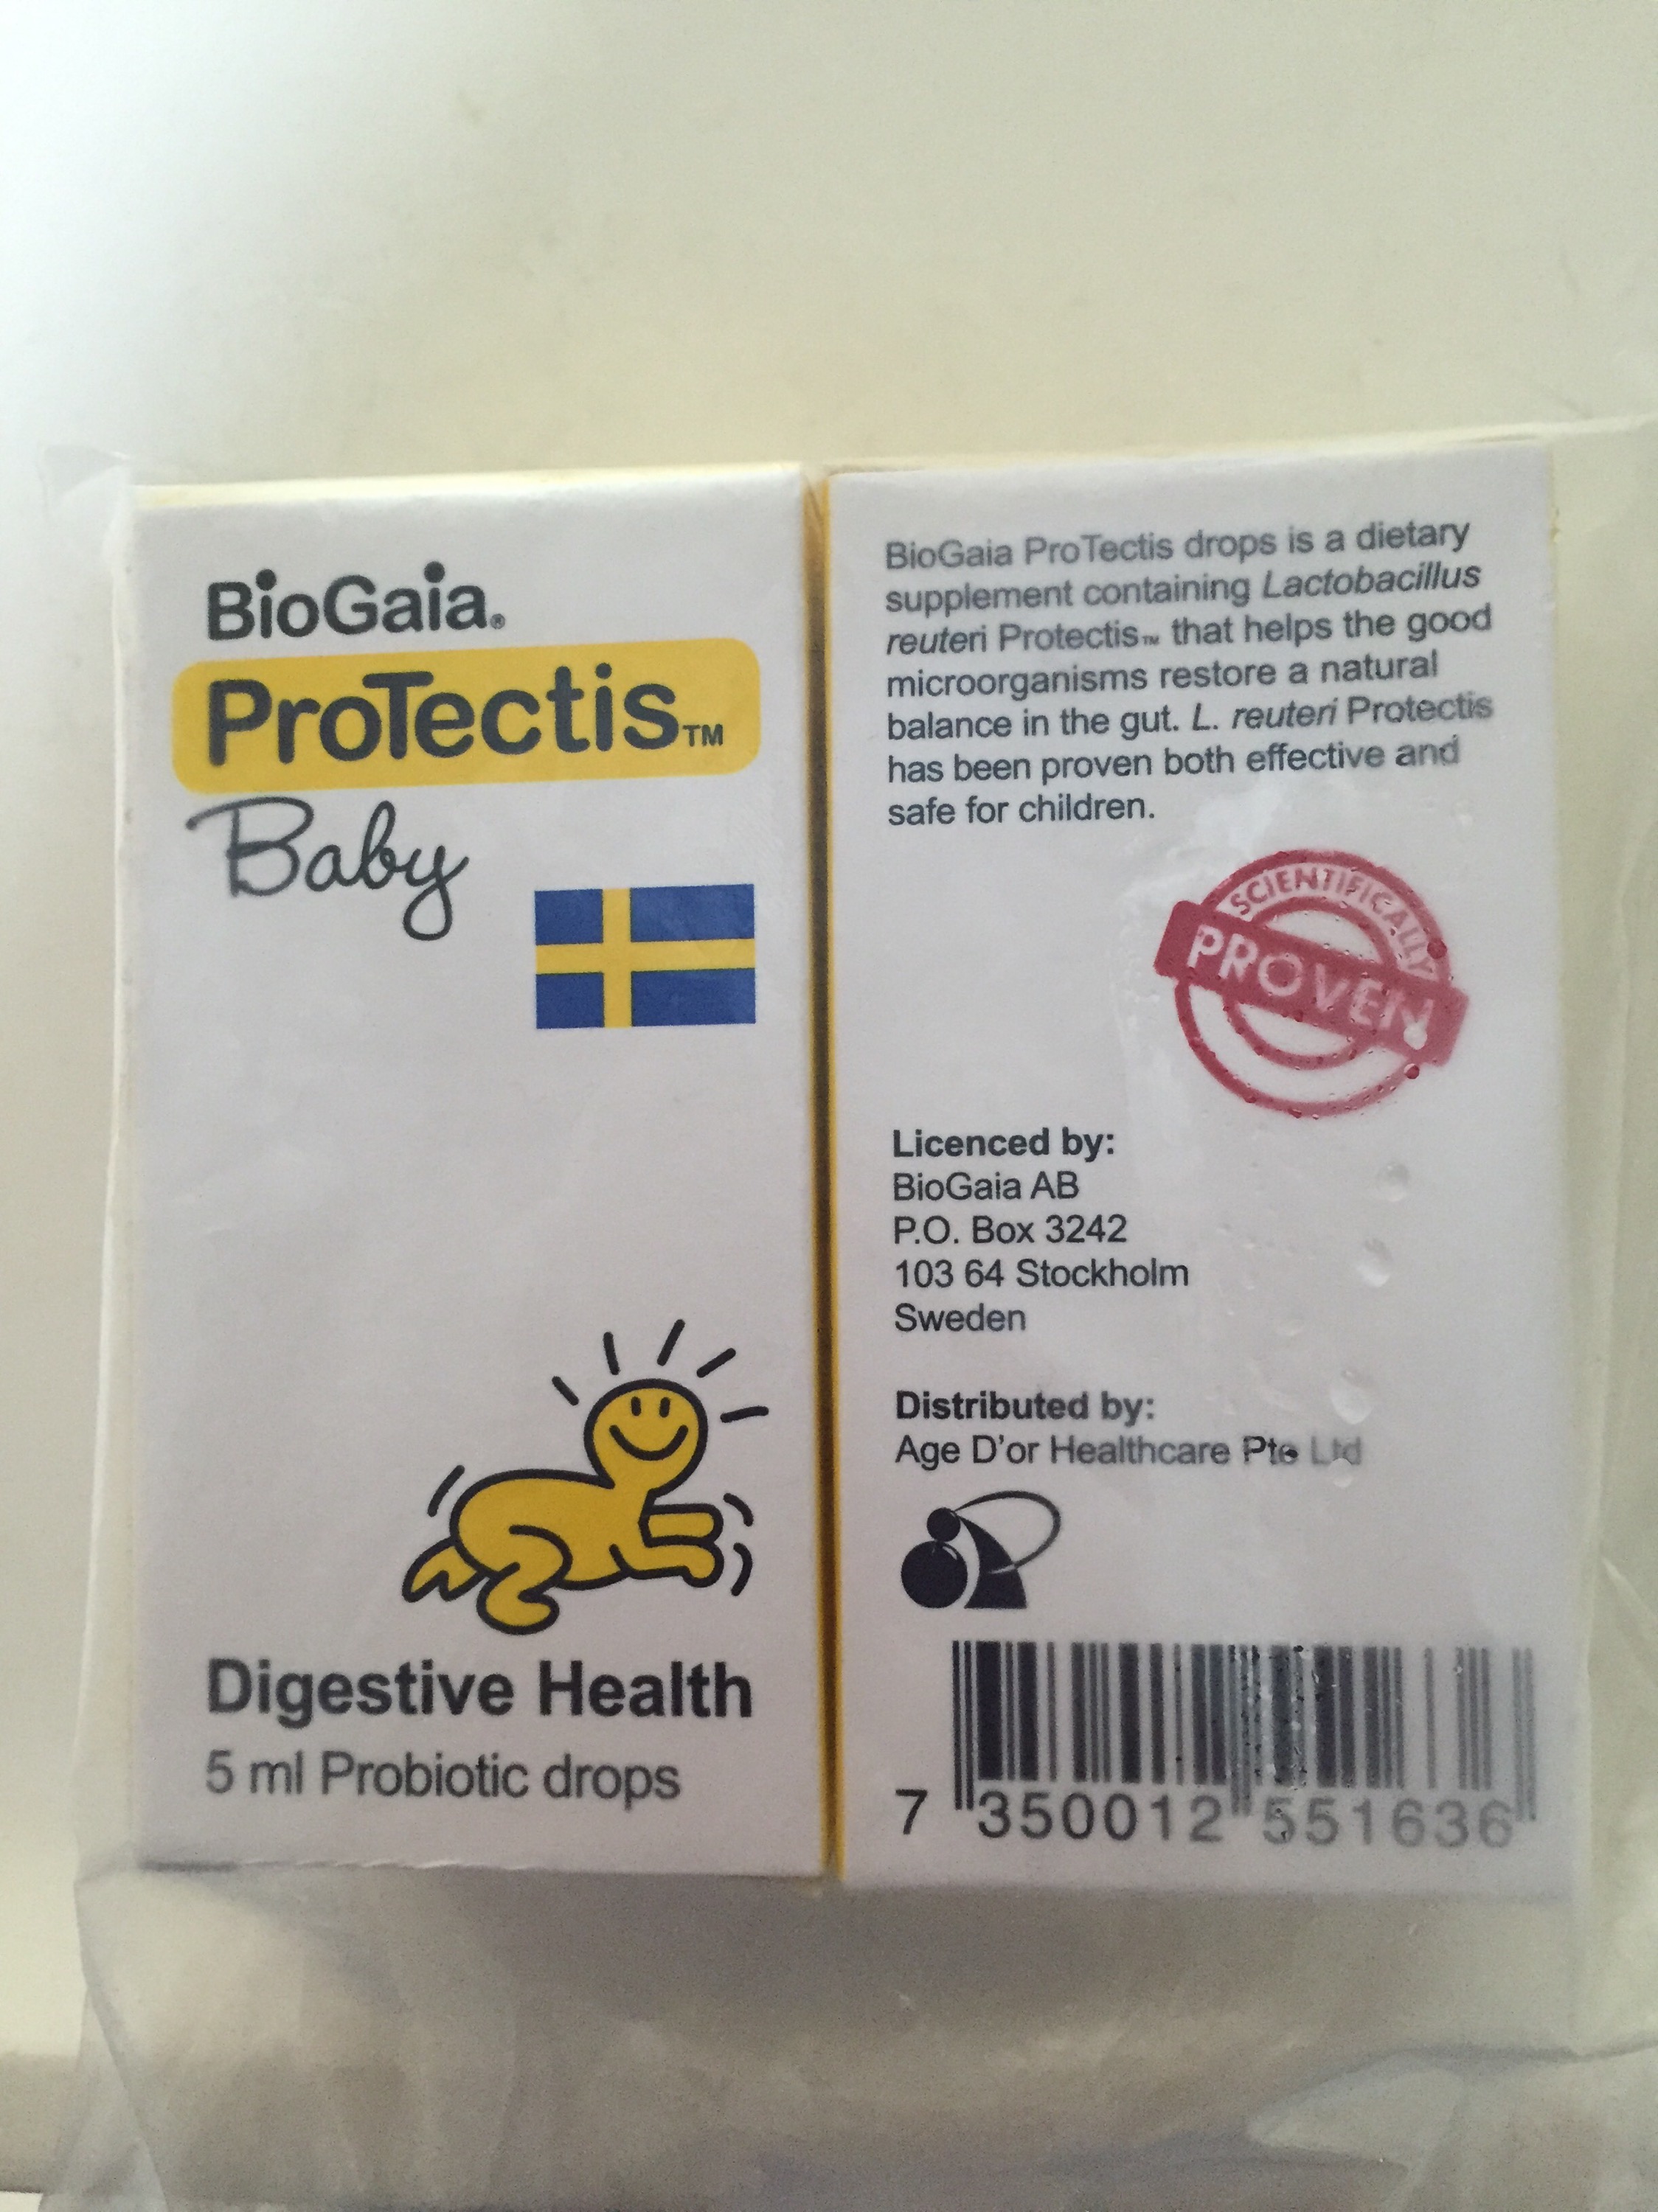 BioGaia®
ProTectis™
Baby
Digestive Health
5 ml Probiotic drops
BioGaia ProTectis drops is a dietary
supplement containing Lactobacillus
reuteri Protectis™ that helps the good
microorganisms restore a natural
balance in the gut. L. reuteri Protectis
has been proven both effective and
safe for children.
SCIENTIFICALLY
PROVEN
Licenced by:
BioGaia AB
P.O. Box 3242
103 64 Stockholm
Sweden
Distributed by:
Age D'or Healthcare Pte Ltd
7 350012 551636